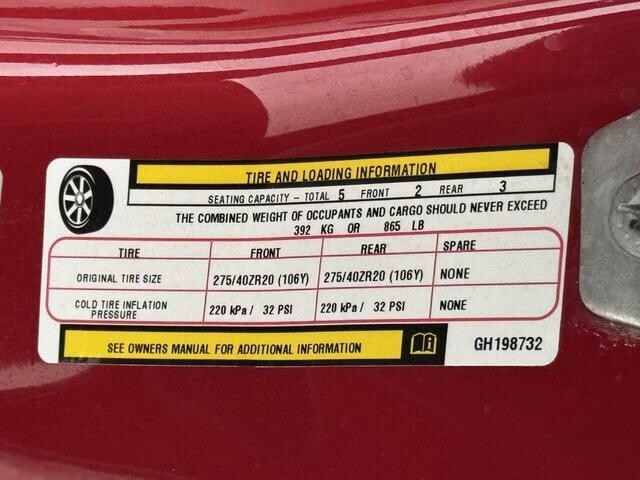 TIRE AND LOADING INFORMATION
SEATING CAPACITY - TOTAL 5 FRONT 2 REAR 3
THE COMBINED WEIGHT OF OCCUPANTS AND CARGO SHOULD NEVER EXCEED
392 KG OR 865 LB
TIRE FRONT REAR SPARE
ORIGINAL TIRE SIZE 275/40ZR20 (106Y) 275/40ZR20 (106Y) NONE
COLD TIRE INFLATION PRESSURE 220 kPa / 32 PSI 220 kPa / 32 PSI NONE
SEE OWNERS MANUAL FOR ADDITIONAL INFORMATION GH198732